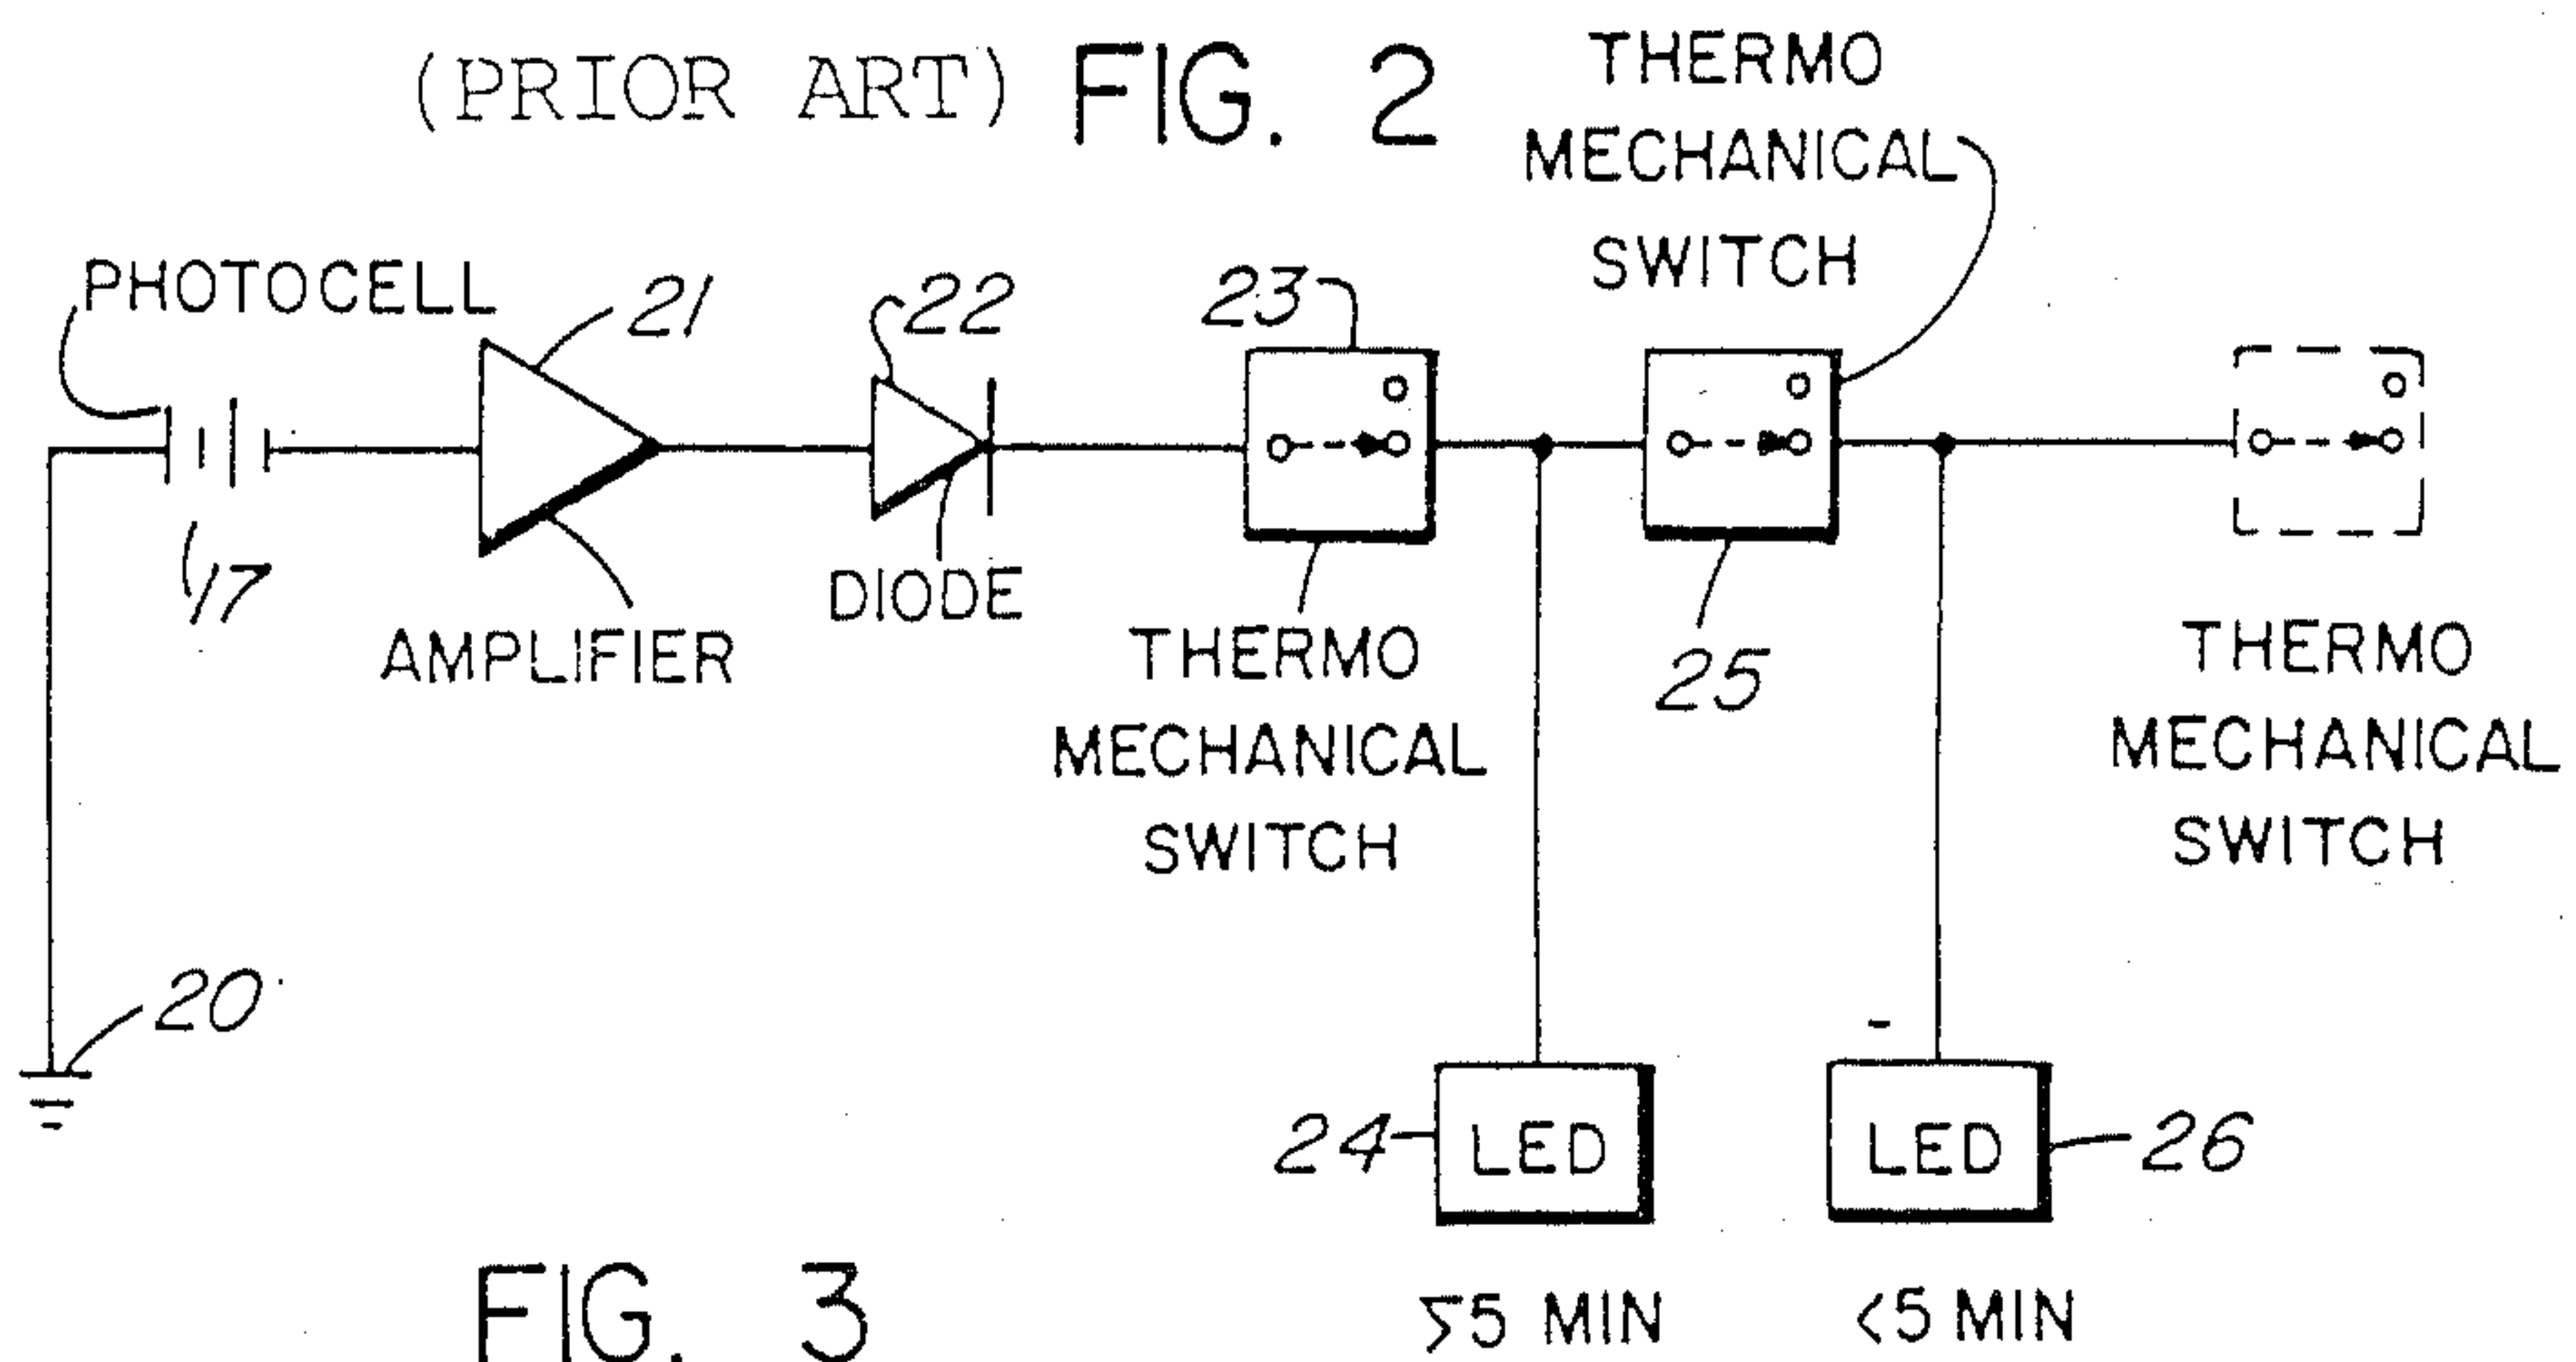 (PRIOR ART) FIG. 2
THERMO
MECHANICAL
SWITCH
PHOTOCELL
21
22
23
17
AMPLIFIER
DIODE
THERMO
MECHANICAL
SWITCH
25
THERMO
MECHANICAL
SWITCH
20
24
LED
LED
26
>5 MIN
<5 MIN
FIG. 3